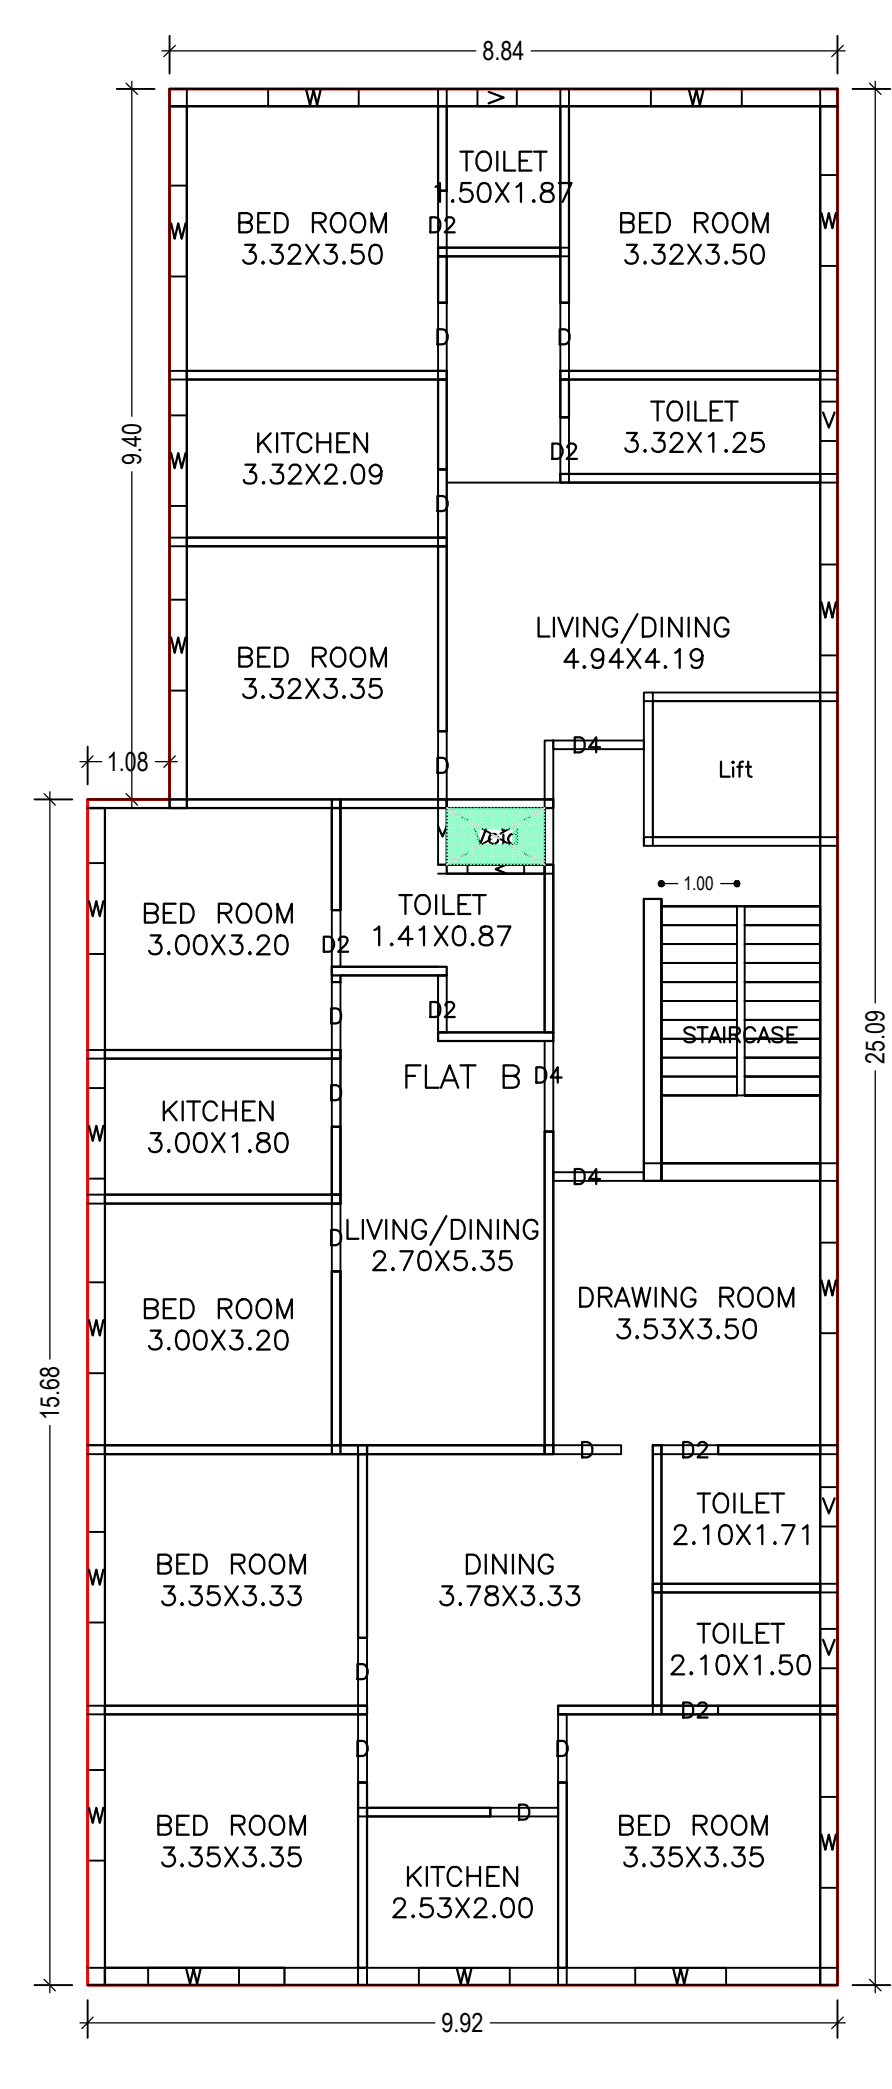 8.84
W
V
W
TOILET
1.50X1.87
BED ROOM
3.32X3.50
W
D2
BED ROOM
3.32X3.50
W
D
D
TOILET
3.32X1.25
V
9.40
KITCHEN
3.32X2.09
W
D2
D
LIVING/DINING
4.94X4.19
W
BED ROOM
3.32X3.35
W
D4
1.08
D
Lift
V
V
1.00
BED ROOM
3.00X3.20
W
TOILET
1.41X0.87
D2
D
D2
STAIRCASE
25.09
FLAT B
D4
D
KITCHEN
3.00X1.80
W
D4
LIVING/DINING
2.70X5.35
D
DRAWING ROOM
3.53X3.50
W
BED ROOM
3.00X3.20
W
15.68
D
D2
TOILET
2.10X1.71
V
BED ROOM
3.35X3.33
W
DINING
3.78X3.33
TOILET
2.10X1.50
V
D
D2
D
D
BED ROOM
3.35X3.35
W
D
BED ROOM
3.35X3.35
W
KITCHEN
2.53X2.00
W
W
W
9.92